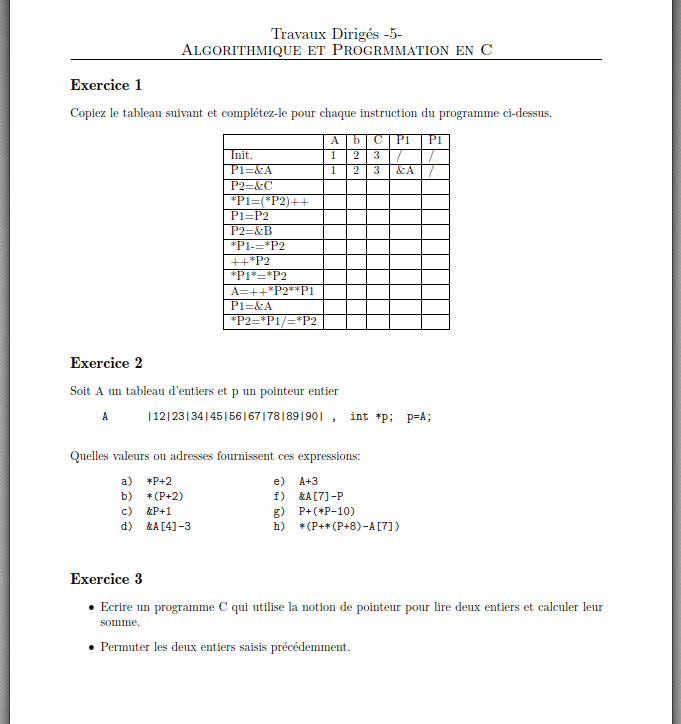 Travaux Dirigés -5-
ALGORITHMIQUE ET PROGRMMATION EN C
Exercice 1
Copiez le tableau suivant et complétez-le pour chaque instruction du programme ci-dessus.
A b C P1 P1
Init. 1 2 3 / /
P1=&A 1 2 3 &A /
P2=&C
*P1=(*P2)++
P1=P2
P2=&B
*P1-=*P2
++*P2
*P1*=*P2
A=++*P2**P1
P1=&A
*P2=*P1/=*P2
Exercice 2
Soit A un tableau d'entiers et p un pointeur entier
A |12|23|34|45|56|67|78|89|90| , int *p; p=A;
Quelles valeurs ou adresses fournissent ces expressions:
a) *P+2 e) A+3
b) *(P+2) f) &A[7]-P
c) &P+1 g) P+(*P-10)
d) &A[4]-3 h) *(P+*(P+8)-A[7])
Exercice 3
• Ecrire un programme C qui utilise la notion de pointeur pour lire deux entiers et calculer leur
somme.
• Permuter les deux entiers saisis précédemment.